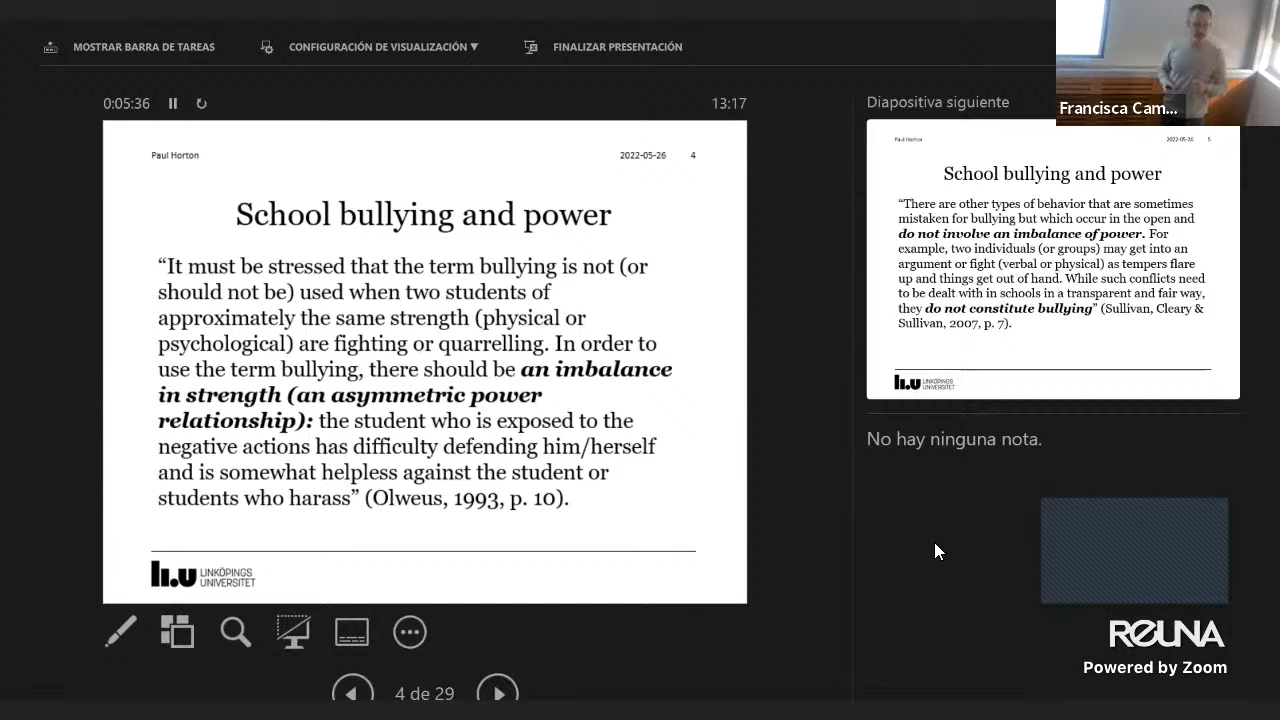 MOSTRAR BARRA DE TAREAS
CONFIGURACIÓN DE VISUALIZACIÓN ▼
FINALIZAR PRESENTACIÓN
Francisca Cam...
0:05:36
13:17
Diapositiva siguiente
Paul Horton
2022-05-26
4
School bullying and power
“It must be stressed that the term bullying is not (or
should not be) used when two students of
approximately the same strength (physical or
psychological) are fighting or quarrelling. In order to
use the term bullying, there should be an imbalance
in strength (an asymmetric power
relationship): the student who is exposed to the
negative actions has difficulty defending him/herself
and is somewhat helpless against the student or
students who harass” (Olweus, 1993, p. 10).
li.u LINKÖPINGS
UNIVERSITET
4 de 29
Paul Horton
2022-05-26
5
School bullying and power
“There are other types of behavior that are sometimes
mistaken for bullying but which occur in the open and
do not involve an imbalance of power. For
example, two individuals (or groups) may get into an
argument or fight (verbal or physical) as tempers flare
up and things get out of hand. While such conflicts need
to be dealt with in schools in a transparent and fair way,
they do not constitute bullying” (Sullivan, Cleary &
Sullivan, 2007, p. 7).
li.u LINKÖPINGS
UNIVERSITET
No hay ninguna nota.
REUNA
Powered by Zoom